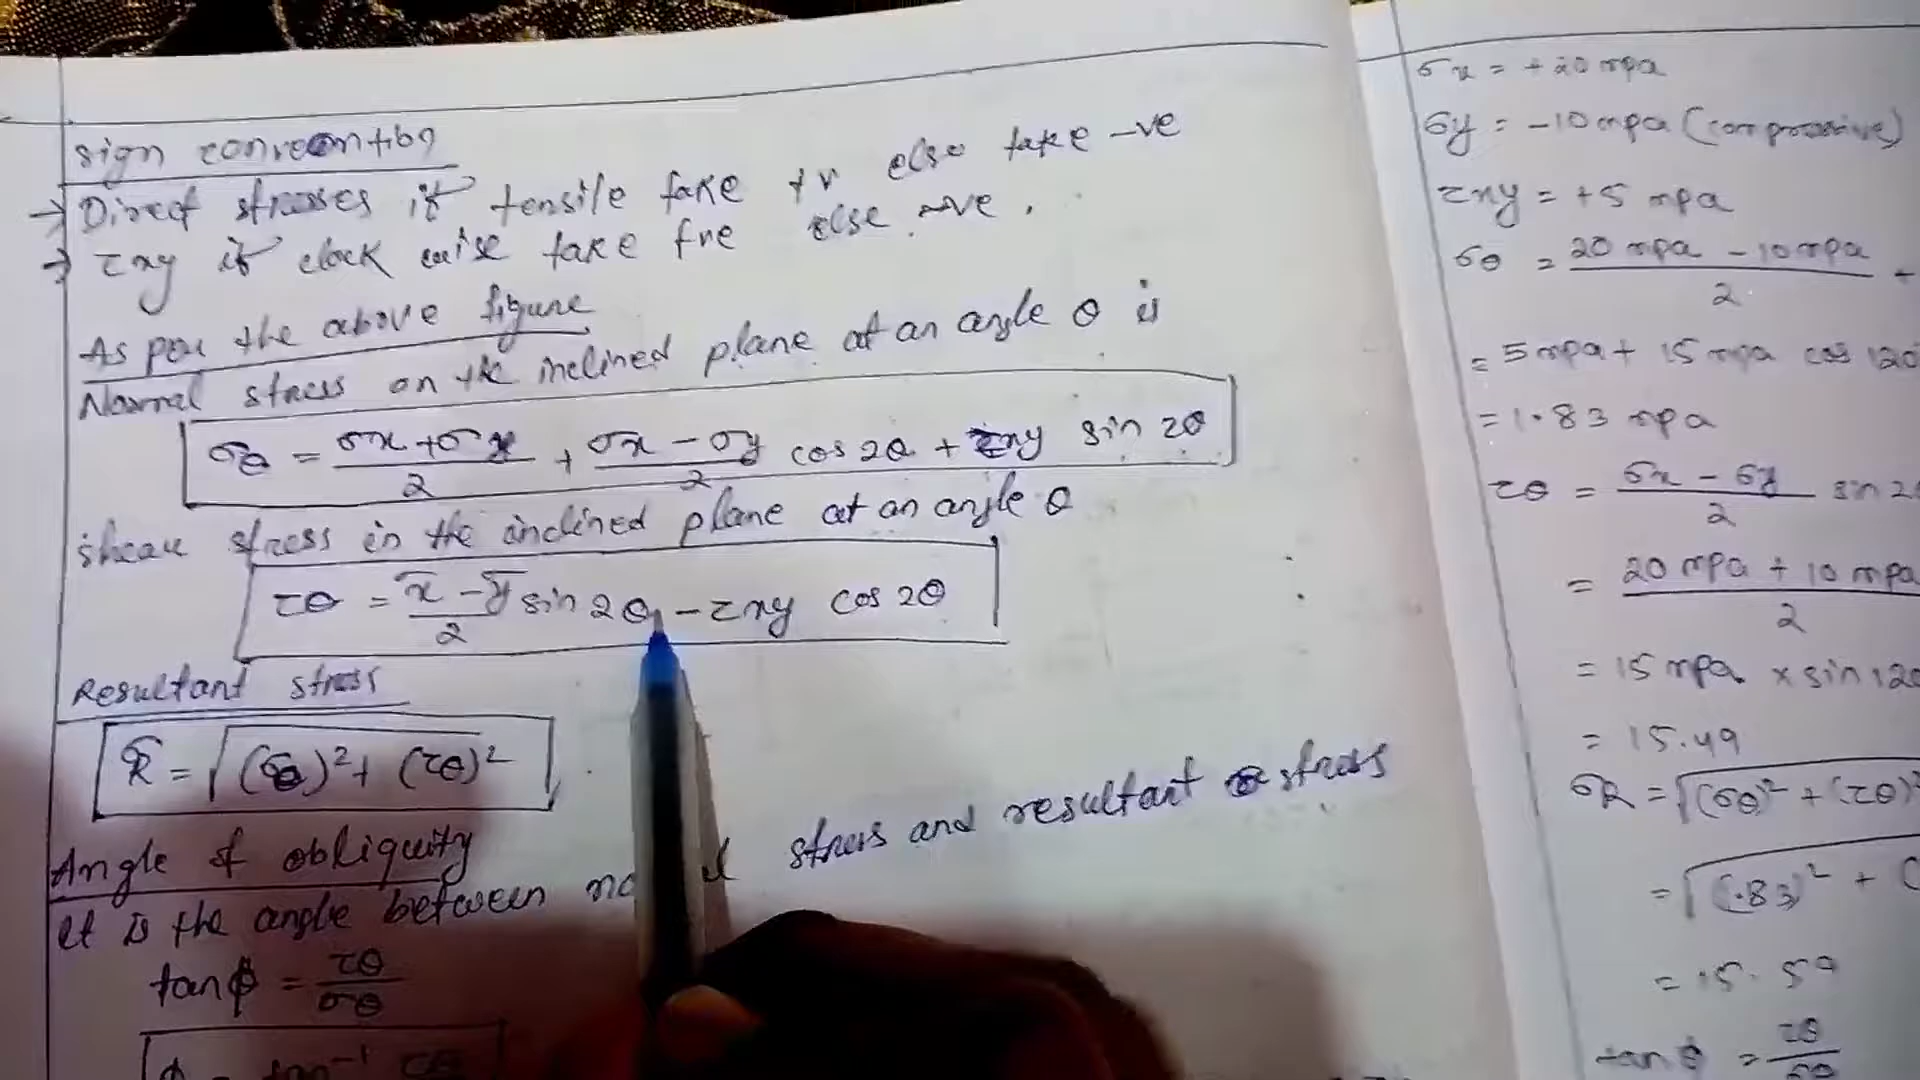 sign convention
→ Direct stresses if tensile take +v else take -ve
→ τxy if clock wise take +ve else -ve.
As per the above figure
Normal stress on the inclined plane at an angle θ is
σθ = σx + σy / 2 + σx - σy / 2 cos 2θ + τxy sin 2θ
shear stress in the inclined plane at an angle θ
τθ = σx - σy / 2 sin 2θ - τxy cos 2θ
Resultant stress
σR = √(σθ)² + (τθ)²
Angle of obliquity
It is the angle between stress and resultant stress
tan ϕ = τθ / σθ
ϕ = tan⁻¹ τθ
σx = +20 mpa
σy = -10 mpa (compressive)
τxy = +5 mpa
σθ = 20 mpa - 10 mpa / 2 +
= 5 mpa + 15 mpa cos 120
= 1.83 mpa
τθ = σx - σy / 2 sin 2θ
= 20 mpa + 10 mpa / 2
= 15 mpa × sin 120
= 15.49
σR = √(σθ)² + (τθ)²
= √(.83)² + (
= 15.59
tan ϕ = τθ / σθ